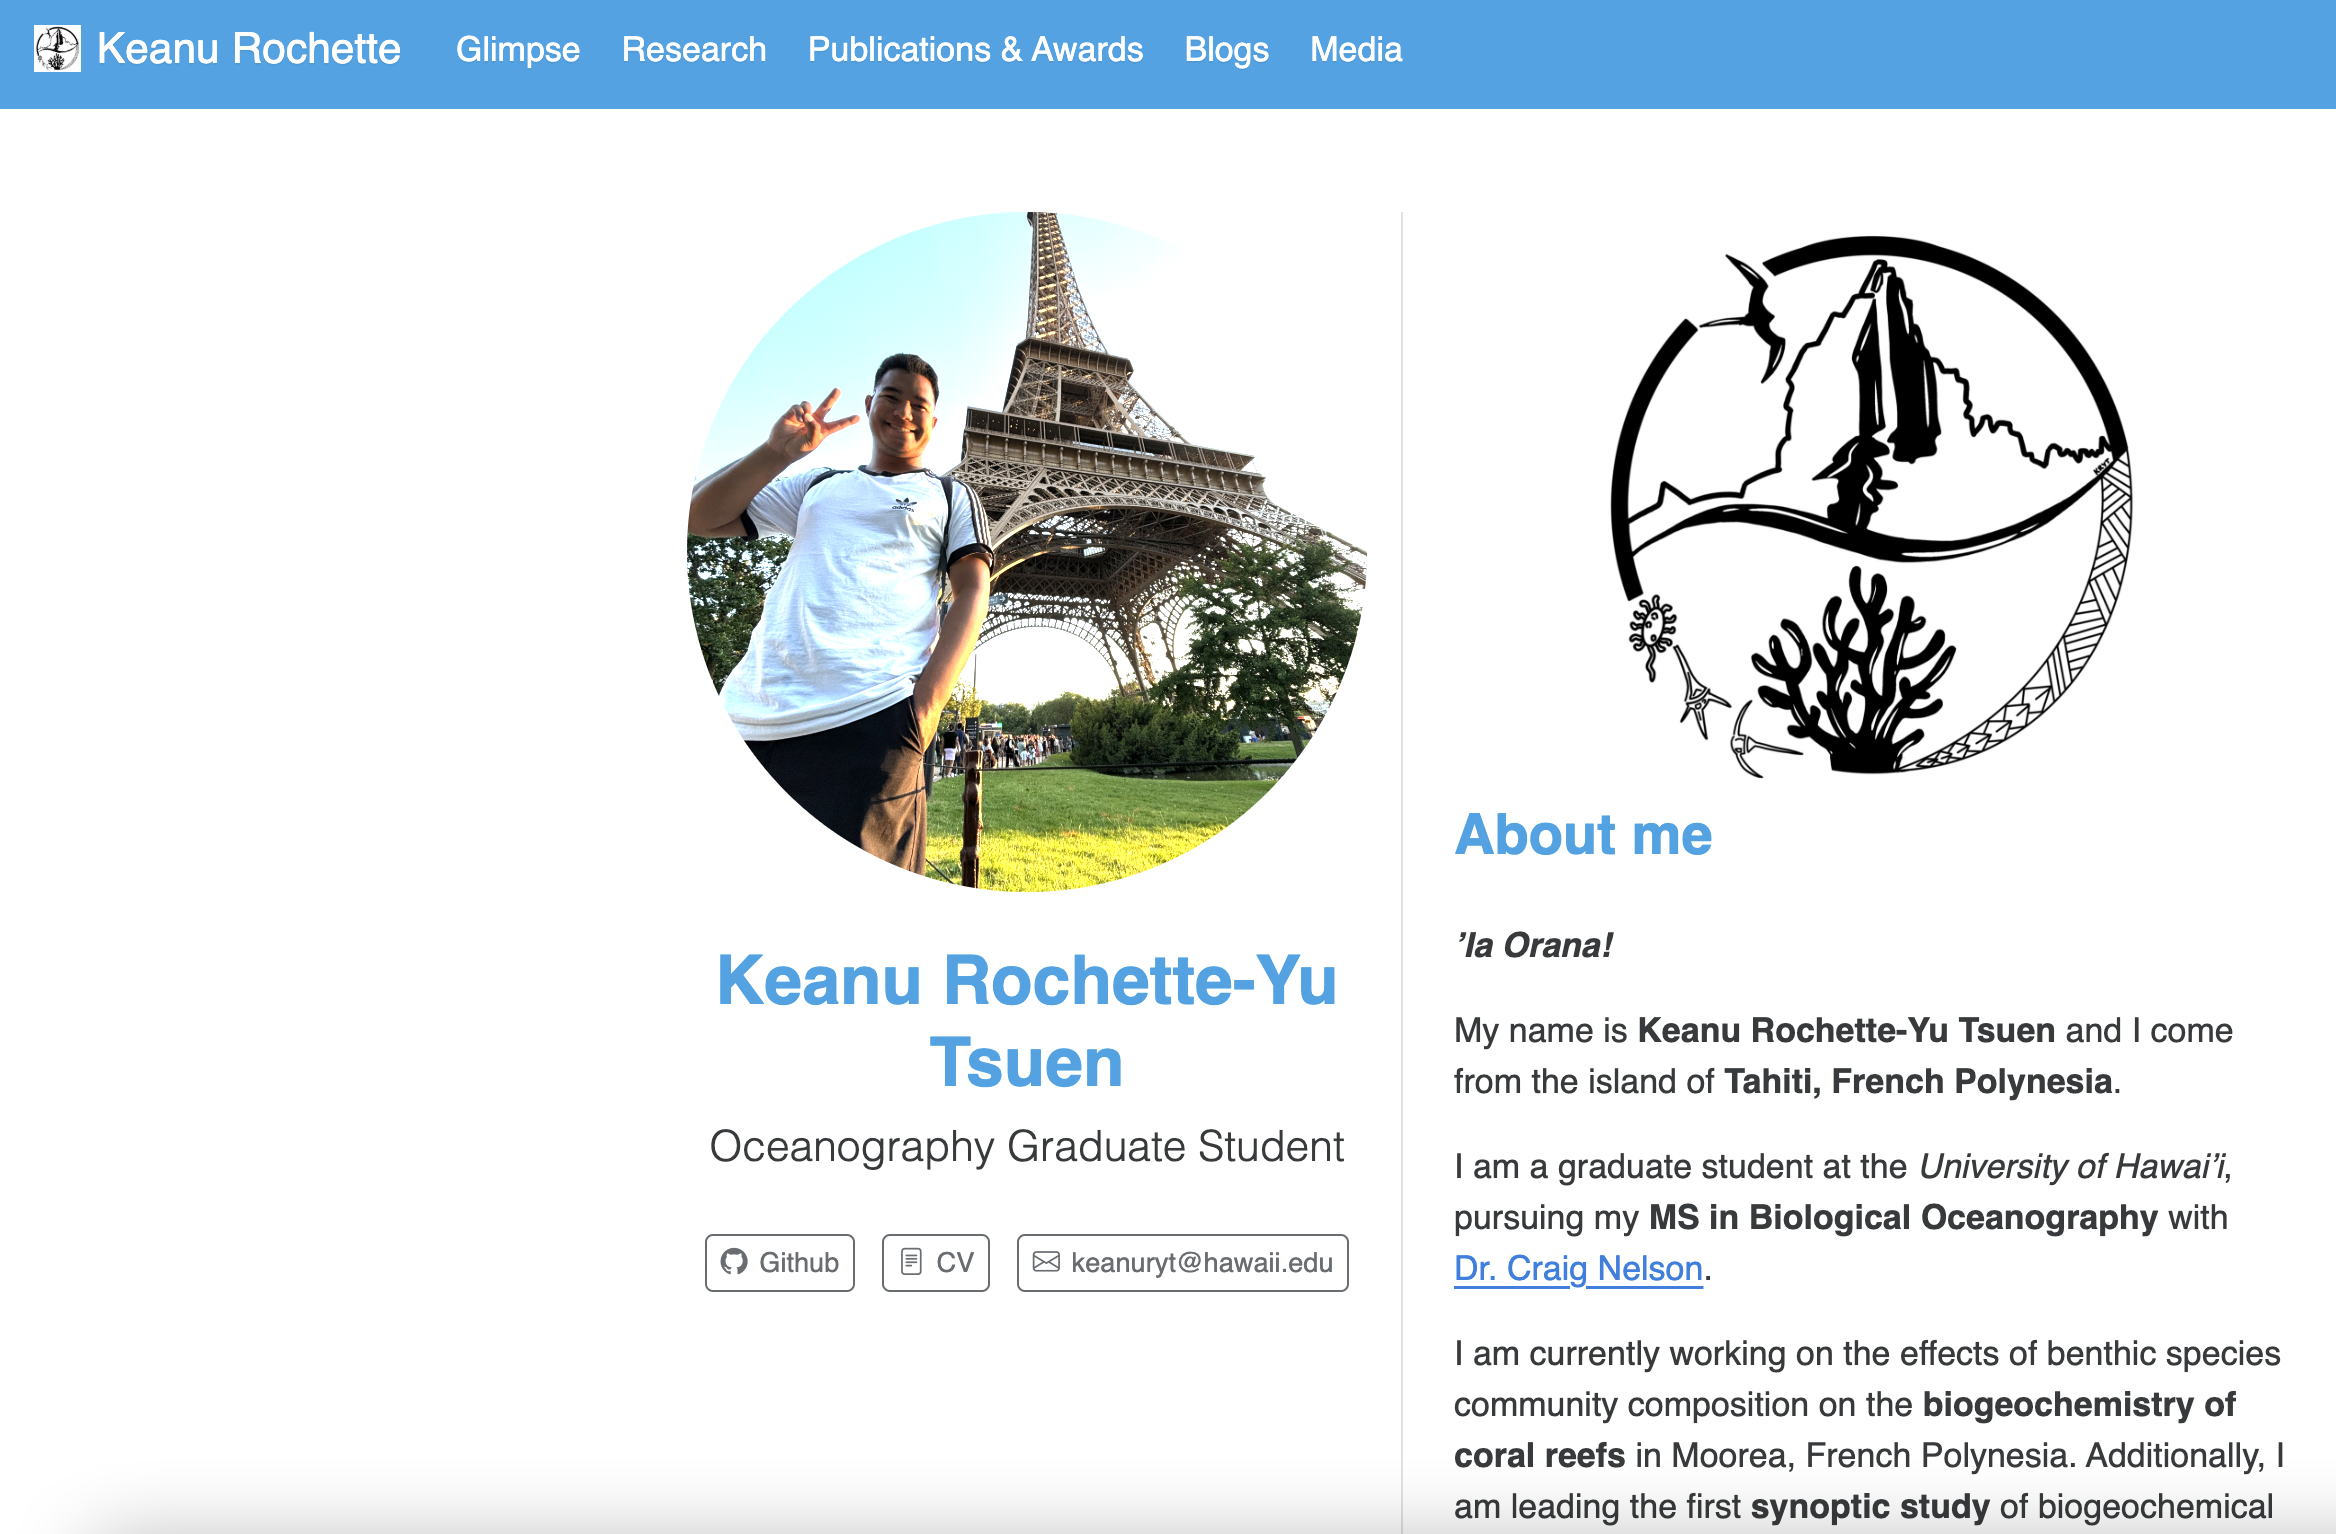 Keanu Rochette Glimpse Research Publications & Awards Blogs Media
adidas
Keanu Rochette-Yu
Tsuen
Oceanography Graduate Student
Github CV keanuryt@hawaii.edu
KRYT
About me
’Ia Orana!
My name is Keanu Rochette-Yu Tsuen and I come
from the island of Tahiti, French Polynesia.
I am a graduate student at the University of Hawai’i,
pursuing my MS in Biological Oceanography with
Dr. Craig Nelson.
I am currently working on the effects of benthic species
community composition on the biogeochemistry of
coral reefs in Moorea, French Polynesia. Additionally, I
am leading the first synoptic study of biogeochemical